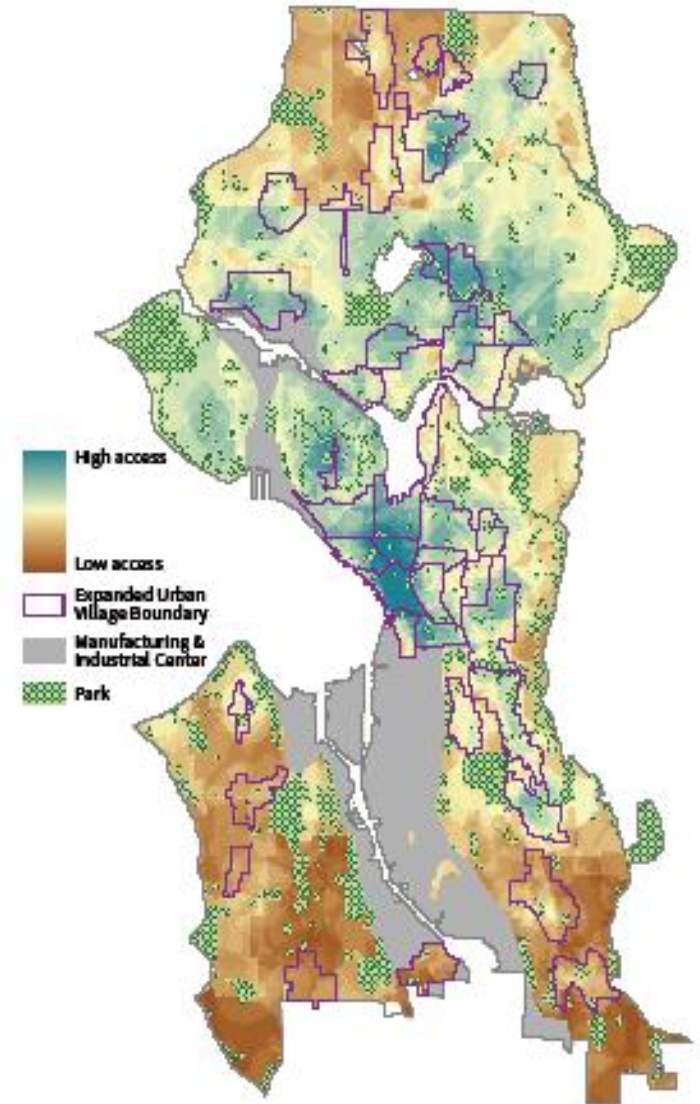 High access
Low access
Expanded Urban
Village Boundary
Manufacturing &
Industrial Center
Park